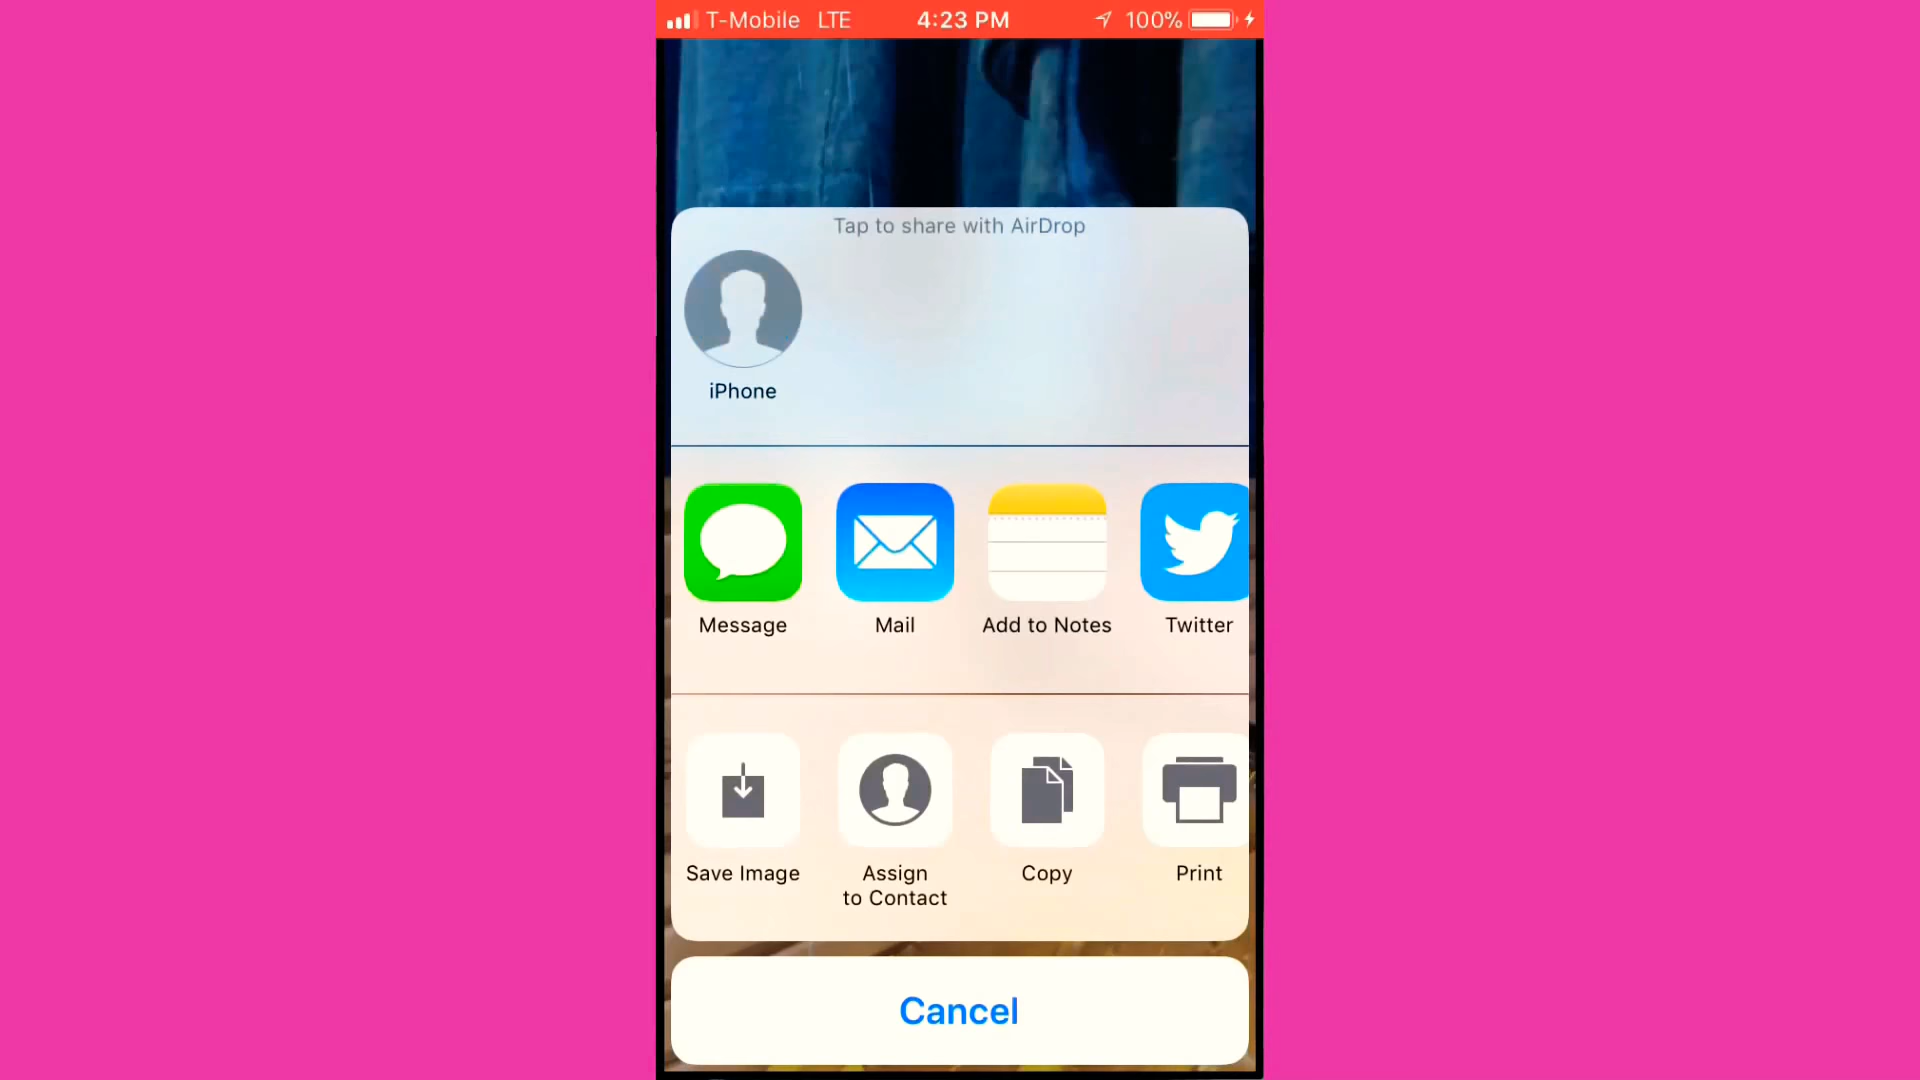 T-Mobile LTE 4:23 PM 100%
Tap to share with AirDrop
iPhone
Message Mail Add to Notes Twitter
Save Image Assign to Contact Copy Print
Cancel